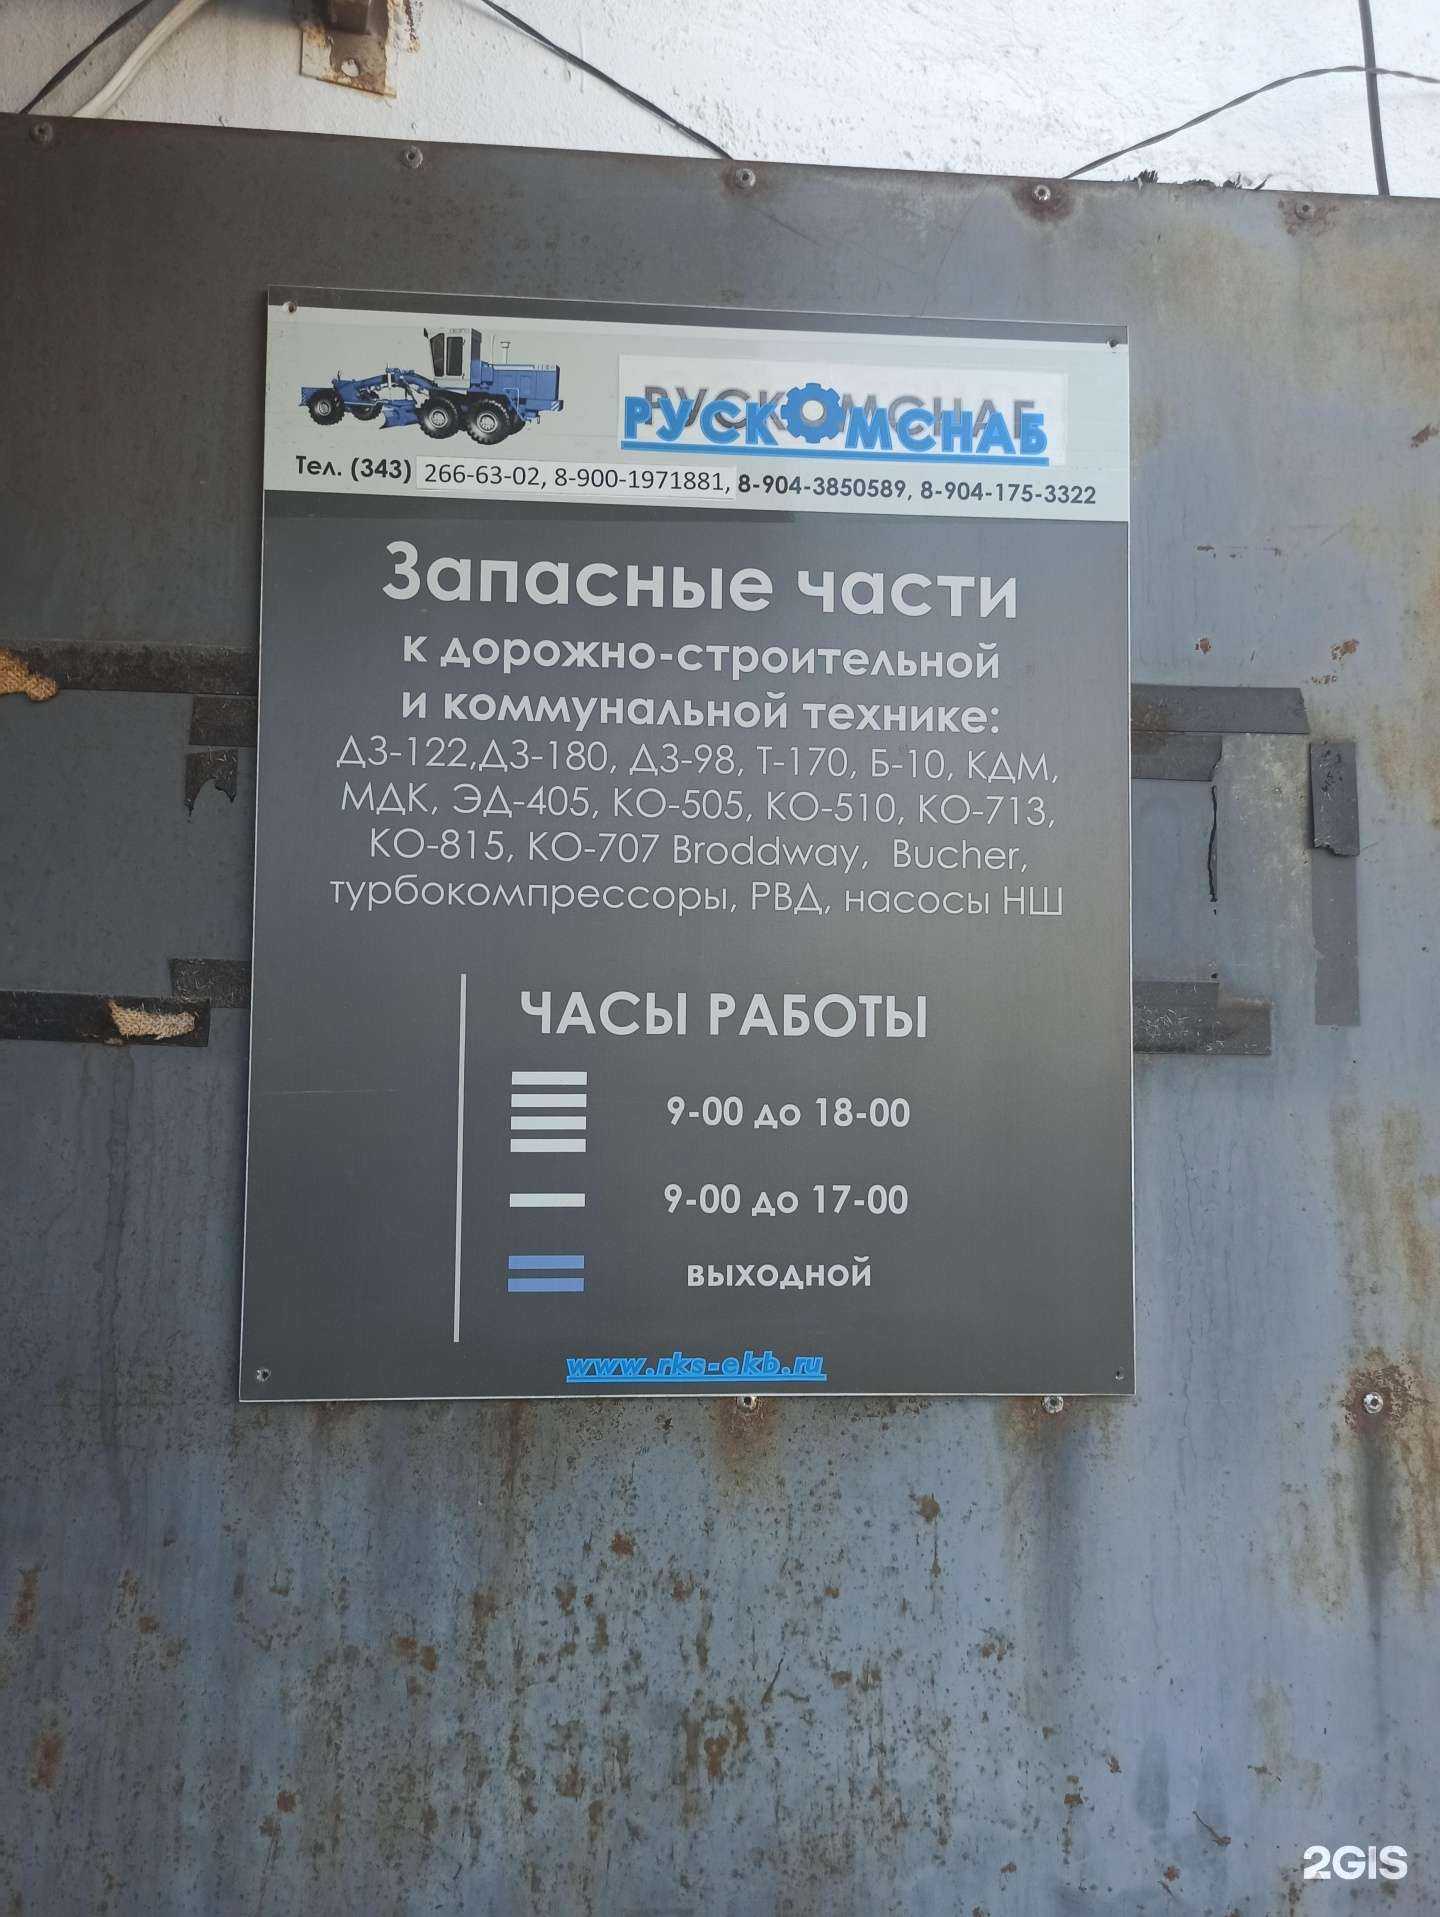 РУСКОМСНАБ
Тел. (343) 266-63-02, 8-900-1971881, 8-904-3850589, 8-904-175-3322
Запасные части
к дорожно-строительной
и коммунальной технике:
ДЗ-122,ДЗ-180, ДЗ-98, Т-170, Б-10, КДМ,
МДК, ЭД-405, КО-505, КО-510, КО-713,
КО-815, КО-707 Broddway, Bucher,
турбокомпрессоры, РВД, насосы НШ
ЧАСЫ РАБОТЫ
9-00 до 18-00
9-00 до 17-00
выходной
www.rks-ekb.ru
2GIS